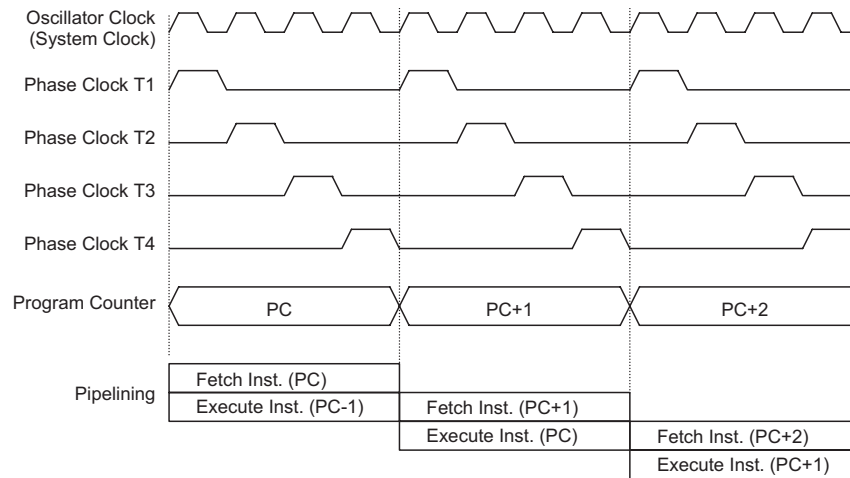 Oscillator Clock
(System Clock)
Phase Clock T1
Phase Clock T2
Phase Clock T3
Phase Clock T4
Program Counter
PC
PC+1
PC+2
Pipelining
Fetch Inst. (PC)
Execute Inst. (PC-1)
Fetch Inst. (PC+1)
Execute Inst. (PC)
Fetch Inst. (PC+2)
Execute Inst. (PC+1)